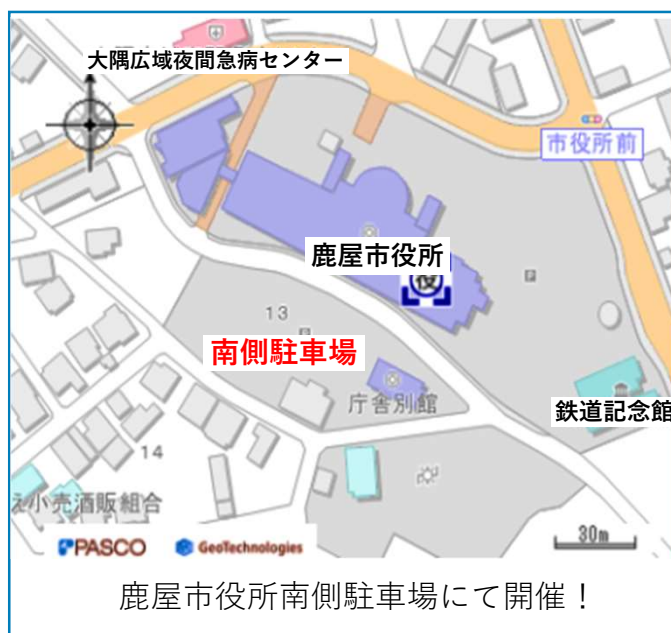 大隅広域夜間急病センター
市役所前
鹿屋市役所
役
13
南側駐車場
庁舎別館
鉄道記念館
14
え小売酒販組合
PASCO
GeoTechnologies
30m
鹿屋市役所南側駐車場にて開催！